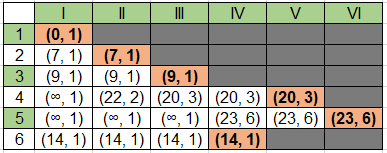 I II III IV V VI
1 (0, 1)
2 (7, 1) (7, 1)
3 (9, 1) (9, 1) (9, 1)
4 (∞, 1) (22, 2) (20, 3) (20, 3) (20, 3)
5 (∞, 1) (∞, 1) (∞, 1) (23, 6) (23, 6) (23, 6)
6 (14, 1) (14, 1) (14, 1) (14, 1)